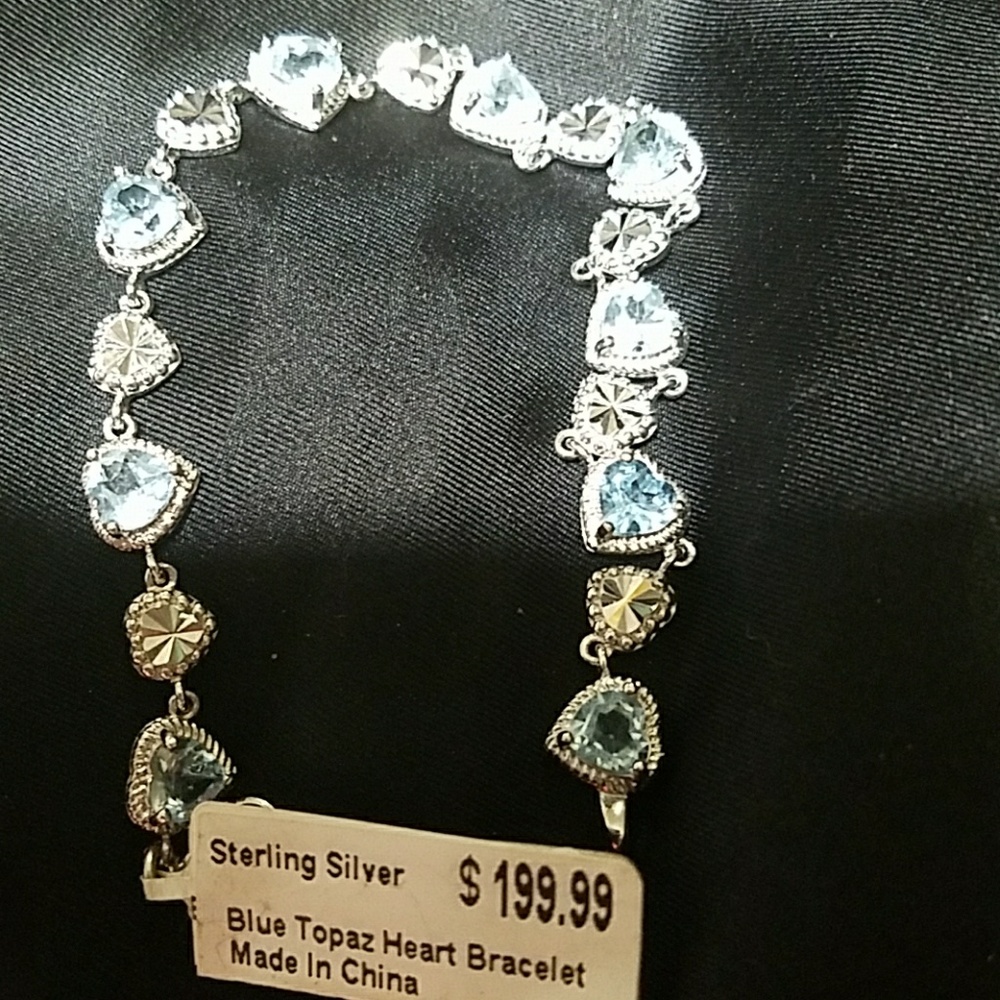 Sterling Silver $199.99
Blue Topaz Heart Bracelet
Made In China